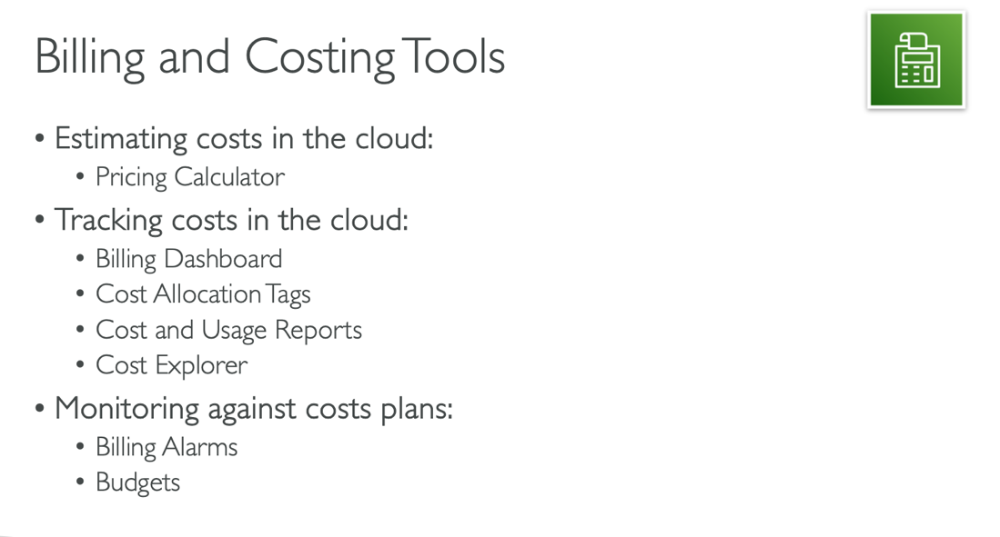 Billing and Costing Tools
• Estimating costs in the cloud:
• Pricing Calculator
• Tracking costs in the cloud:
• Billing Dashboard
• Cost Allocation Tags
• Cost and Usage Reports
• Cost Explorer
• Monitoring against costs plans:
• Billing Alarms
• Budgets